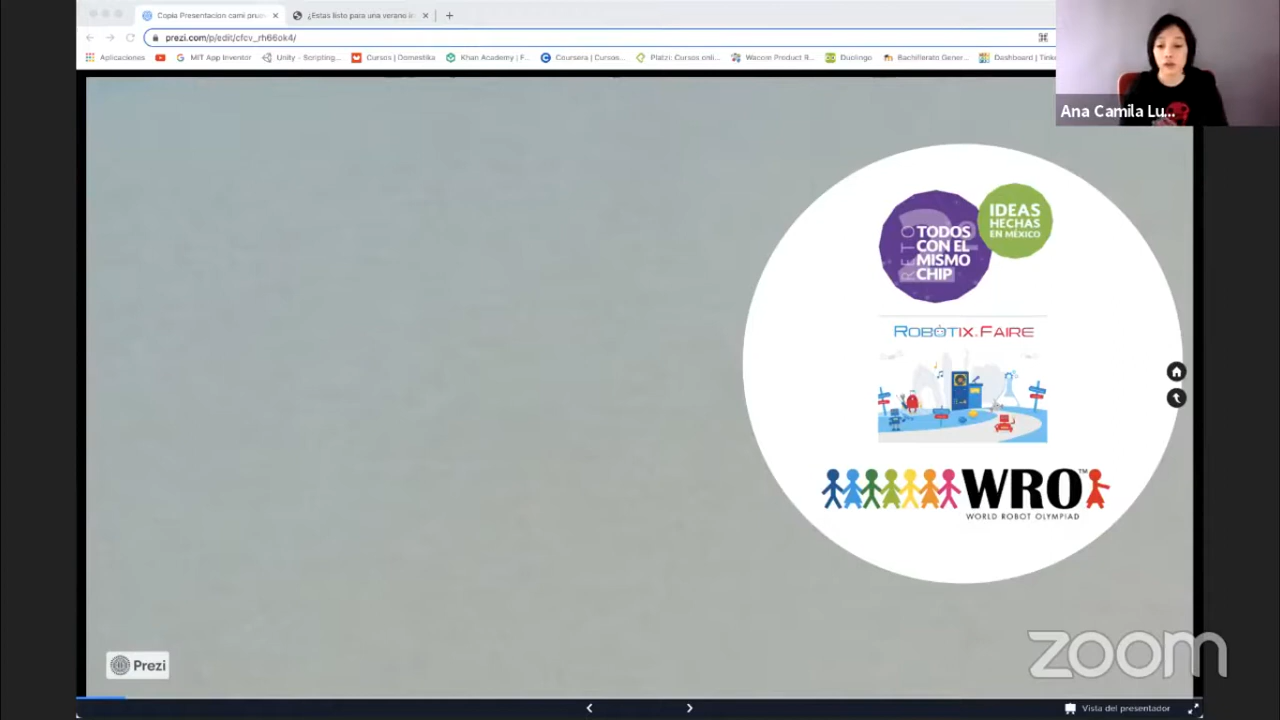 Copia Presentacion cami prue
¿Estas listo para una verano i
prezi.com/p/edit/cfcv_rh66ok4/
Aplicaciones
MIT App Inventor
Unity - Scripting...
Cursos | Domestika
Khan Academy | F...
Coursera | Cursos...
Platzi: Cursos onli...
Wacom Product R...
Duolingo
Bachillerato Gener...
Dashboard | Tink
Ana Camila Lu...
RETO
TODOS
CON EL
MISMO
CHIP
IDEAS
HECHAS
EN MÉXICO
ROBOTIX FAIRE
WRO™
WORLD ROBOT OLYMPIAD
Prezi
zoom
Vista del presentador